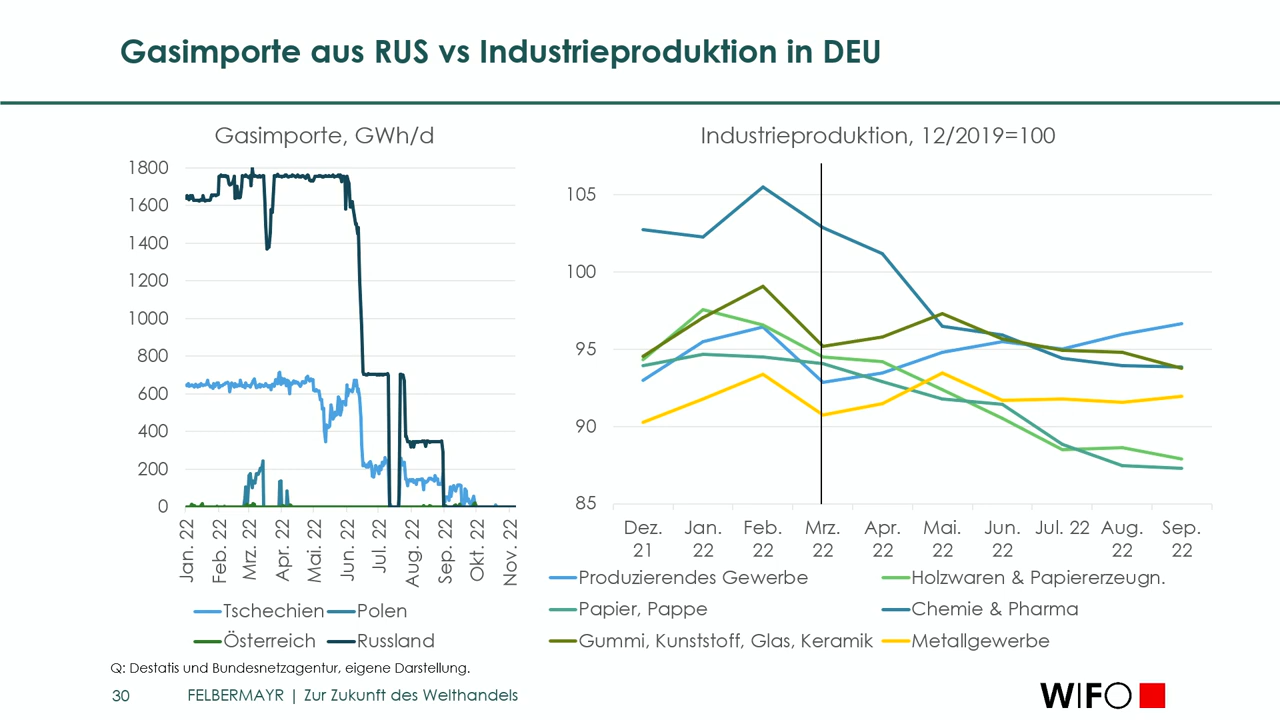 Gasimporte aus RUS vs Industrieproduktion in DEU
Gasimporte, GWh/d
1800
1600
1400
1200
1000
800
600
400
200
0
Jan. 22
Feb. 22
Mrz. 22
Apr. 22
Mai. 22
Jun. 22
Jul. 22
Aug. 22
Sep. 22
Okt. 22
Nov. 22
Tschechien
Polen
Österreich
Russland
Industrieproduktion, 12/2019=100
105
100
95
90
85
Dez. 21
Jan. 22
Feb. 22
Mrz. 22
Apr. 22
Mai. 22
Jun. 22
Jul. 22
Aug. 22
Sep. 22
Produzierendes Gewerbe
Holzwaren & Papiererzeugn.
Papier, Pappe
Chemie & Pharma
Gummi, Kunststoff, Glas, Keramik
Metallgewerbe
Q: Destatis und Bundesnetzagentur, eigene Darstellung.
30
FELBERMAYR | Zur Zukunft des Welthandels
WIFO